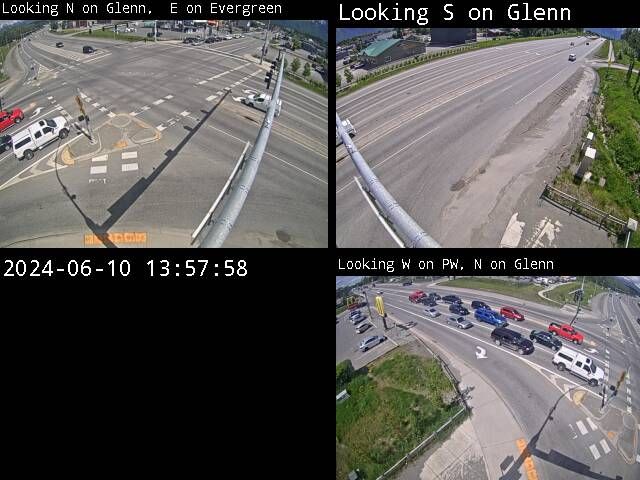 Looking N on Glenn, E on Evergreen
Looking S on Glenn
2024-06-10 13:57:58
Looking W on PW, N on Glenn